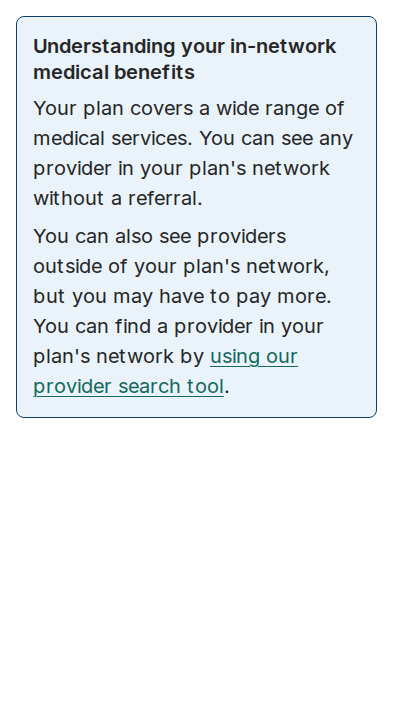 Understanding your in-network
medical benefits
Your plan covers a wide range of
medical services. You can see any
provider in your plan's network
without a referral.
You can also see providers
outside of your plan's network,
but you may have to pay more.
You can find a provider in your
plan's network by using our
provider search tool.